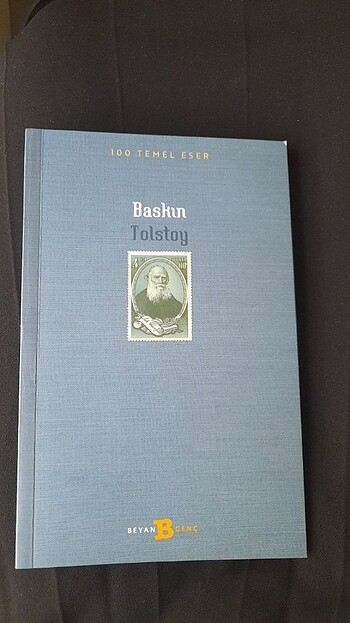 100 TEMEL ESER
Baskın
Tolstoy
BEYAN B GENÇ